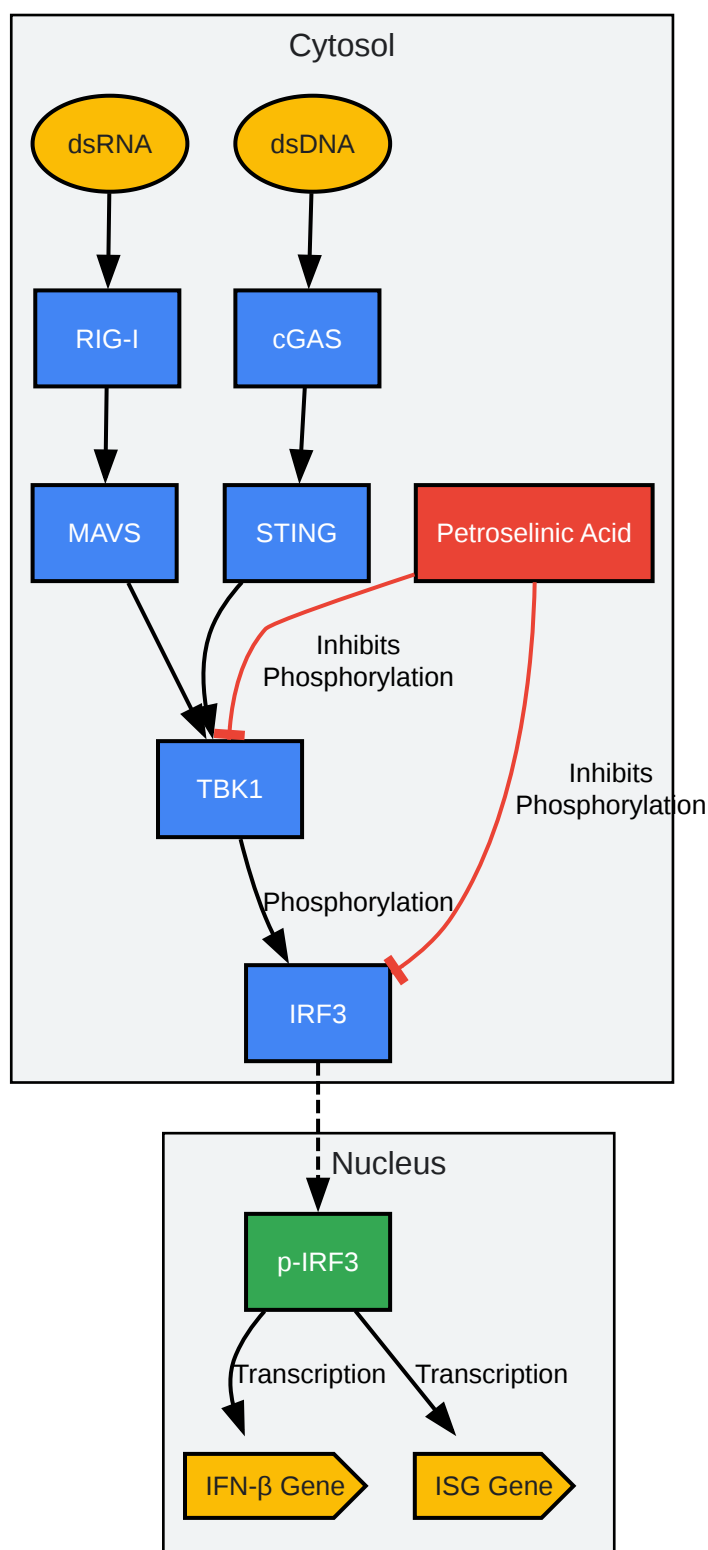 Cytosol
dsRNA
dsDNA
RIG-I
cGAS
MAVS
STING
Petroselinic Acid
Inhibits
Phosphorylation
TBK1
Inhibits
Phosphorylation
Phosphorylation
IRF3
Nucleus
p-IRF3
Transcription
Transcription
IFN-β Gene
ISG Gene